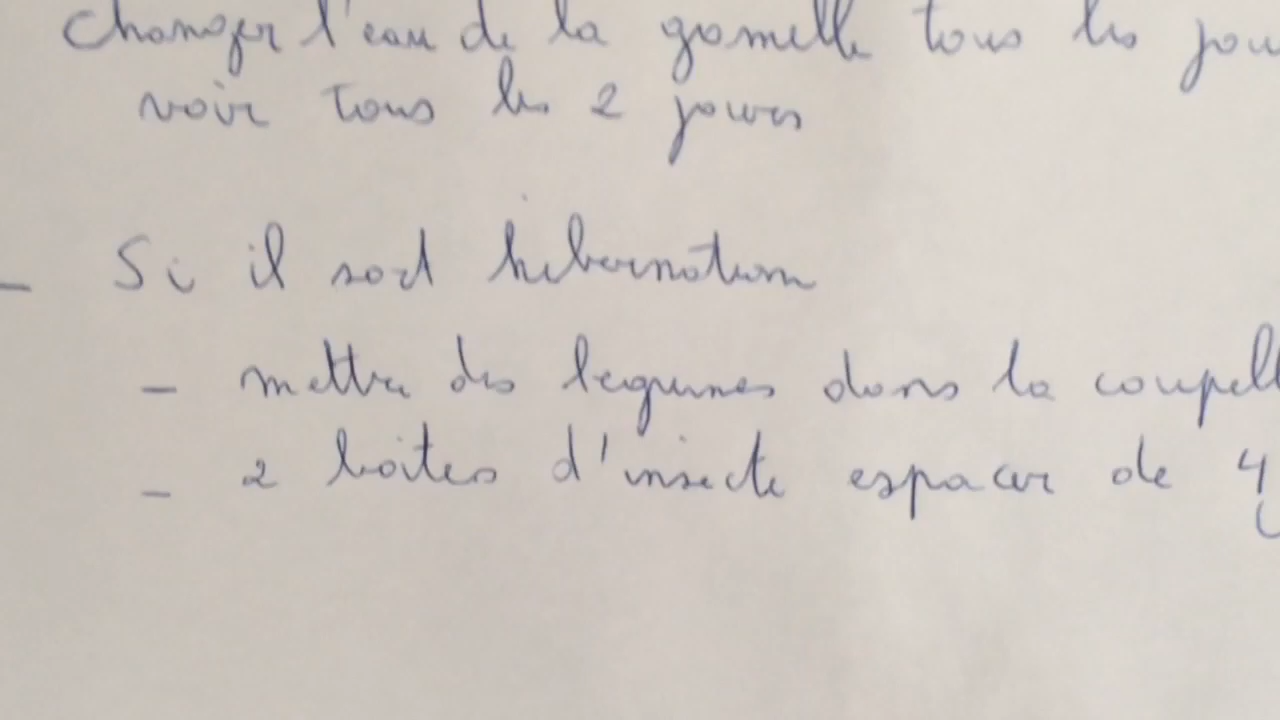 changer l'eau de la gamelle tous les jou
voir tous les 2 jours
- Si il sort hibernation
- mettre des legumes dans la coupell
- 2 boites d'insecte espacer de 4